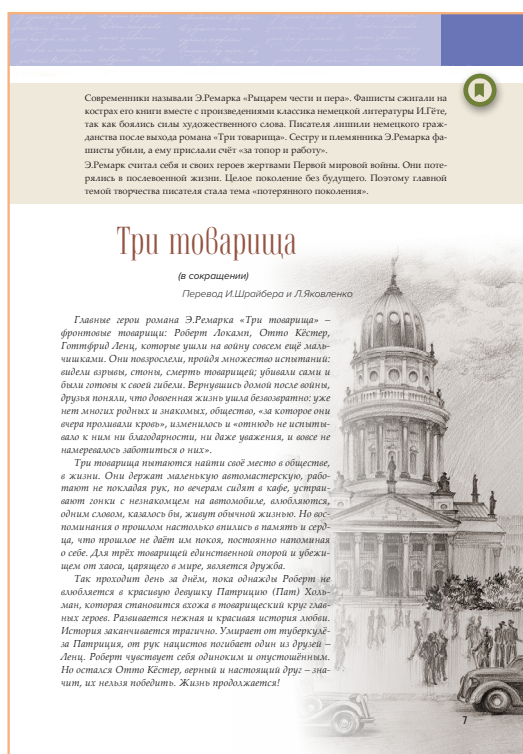 Современники называли Э.Ремарка «Рыцарем чести и пера». Фашисты сжигали на
кострах его книги вместе с произведениями классика немецкой литературы И.Гёте,
так как боялись силы художественного слова. Писателя лишили немецкого граж-
данства после выхода романа «Три товарища». Сестру и племянника Э.Ремарка фа-
шисты убили, а ему прислали счёт «за топор и работу».
Э.Ремарк считал себя и своих героев жертвами Первой мировой войны. Они поте-
рялись в послевоенной жизни. Целое поколение без будущего. Поэтому главной
темой творчества писателя стала тема «потерянного поколения».
Три товарища
(в сокращении)
Перевод И.Шрайбера и Л.Яковленко
Главные герои романа Э.Ремарка «Три товарища» –
фронтовые товарищи: Роберт Локамп, Отто Кёстер,
Готтфрид Ленц, которые ушли на войну совсем ещё маль-
чишками. Они повзрослели, пройдя множество испытаний:
видели взрывы, стоны, смерть товарищей; убивали сами и
были готовы к своей гибели. Вернувшись домой после войны,
друзья поняли, что довоенная жизнь ушла безвозвратно: уже
нет многих родных и знакомых, общество, «за которое они
вчера проливали кровь», изменилось и «отнюдь не испыты-
вало к ним ни благодарности, ни даже уважения, и вовсе не
намеревалось заботиться о них».
Три товарища пытаются найти своё место в обществе,
в жизни. Они держат маленькую автомастерскую, рабо-
тают не покладая рук, по вечерам сидят в кафе, устраи-
вают гонки с незнакомцем на автомобиле, влюбляются,
одним словом, казалось бы, живут обычной жизнью. Но вос-
поминания о прошлом настолько впились в память и серд-
ца, что прошлое не даёт им покоя, постоянно напоминая
о себе. Для трёх товарищей единственной опорой и убежи-
щем от хаоса, царящего в мире, является дружба.
Так проходит день за днём, пока однажды Роберт не
влюбляется в красивую девушку Патрицию (Пат) Холь-
ман, которая становится вхожа в товарищеский круг глав-
ных героев. Развивается нежная и красивая история любви.
История заканчивается трагично. Умирает от туберкулё-
за Патриция, от рук нацистов погибает один из друзей –
Ленц. Роберт чувствует себя одиноким и опустошённым.
Но остался Отто Кёстер, верный и настоящий друг – зна-
чит, их нельзя победить. Жизнь продолжается!
7